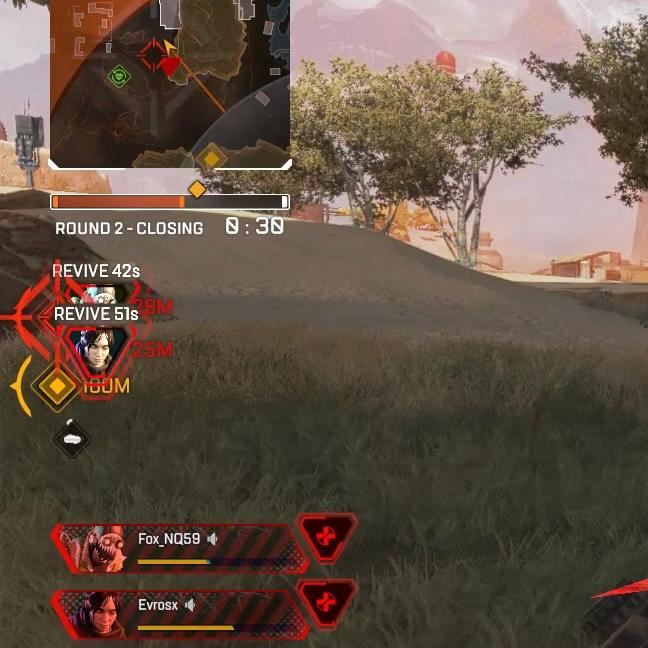 ROUND 2 - CLOSING 0:30
REVIVE 42s
28M
REVIVE 51s
25M
180M
Fox_NQ59
Evrosx